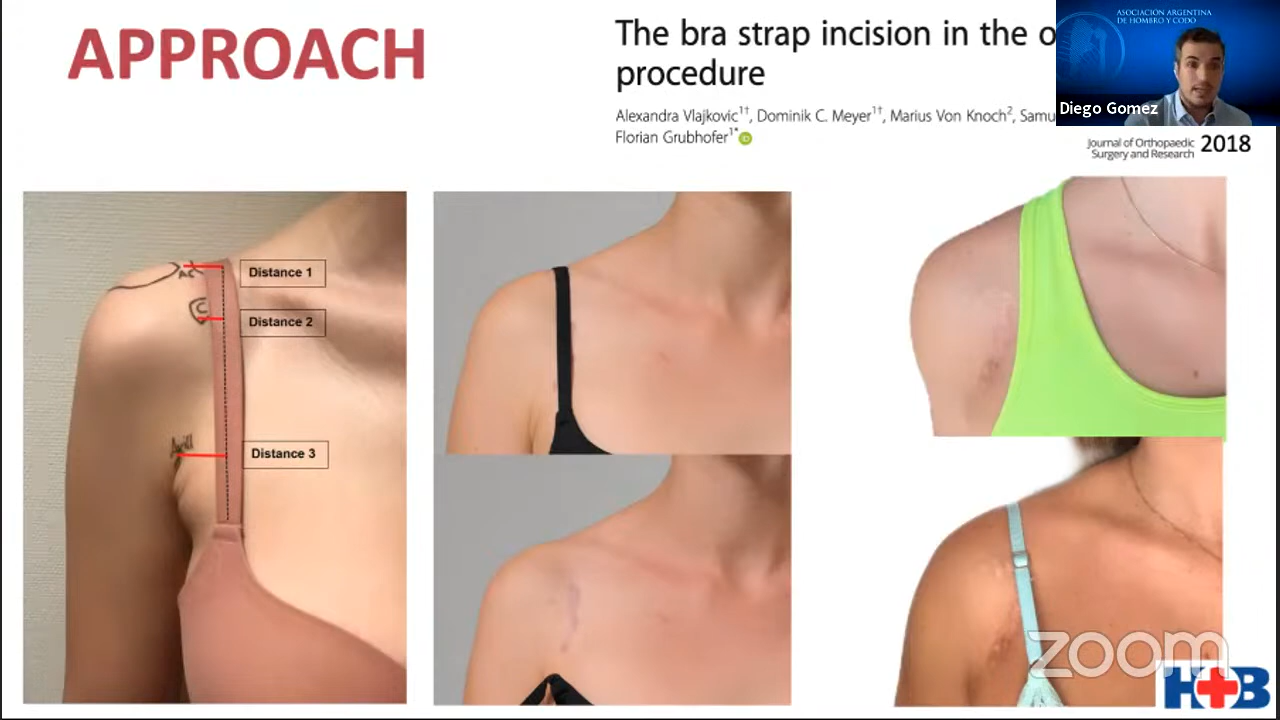 APPROACH
The bra strap incision in the
procedure
Alexandra Vlajkovic1†, Dominik C. Meyer1†, Marius Von Knoch2, Samu
Florian Grubhofer1*
iD
Journal of Orthopaedic
Surgery and Research
2018
ASOCIACIÓN ARGENTINA
DE HOMBRO Y CODO
Diego Gomez
AC
Distance 1
C
Distance 2
Distance 3
zoom
H+B